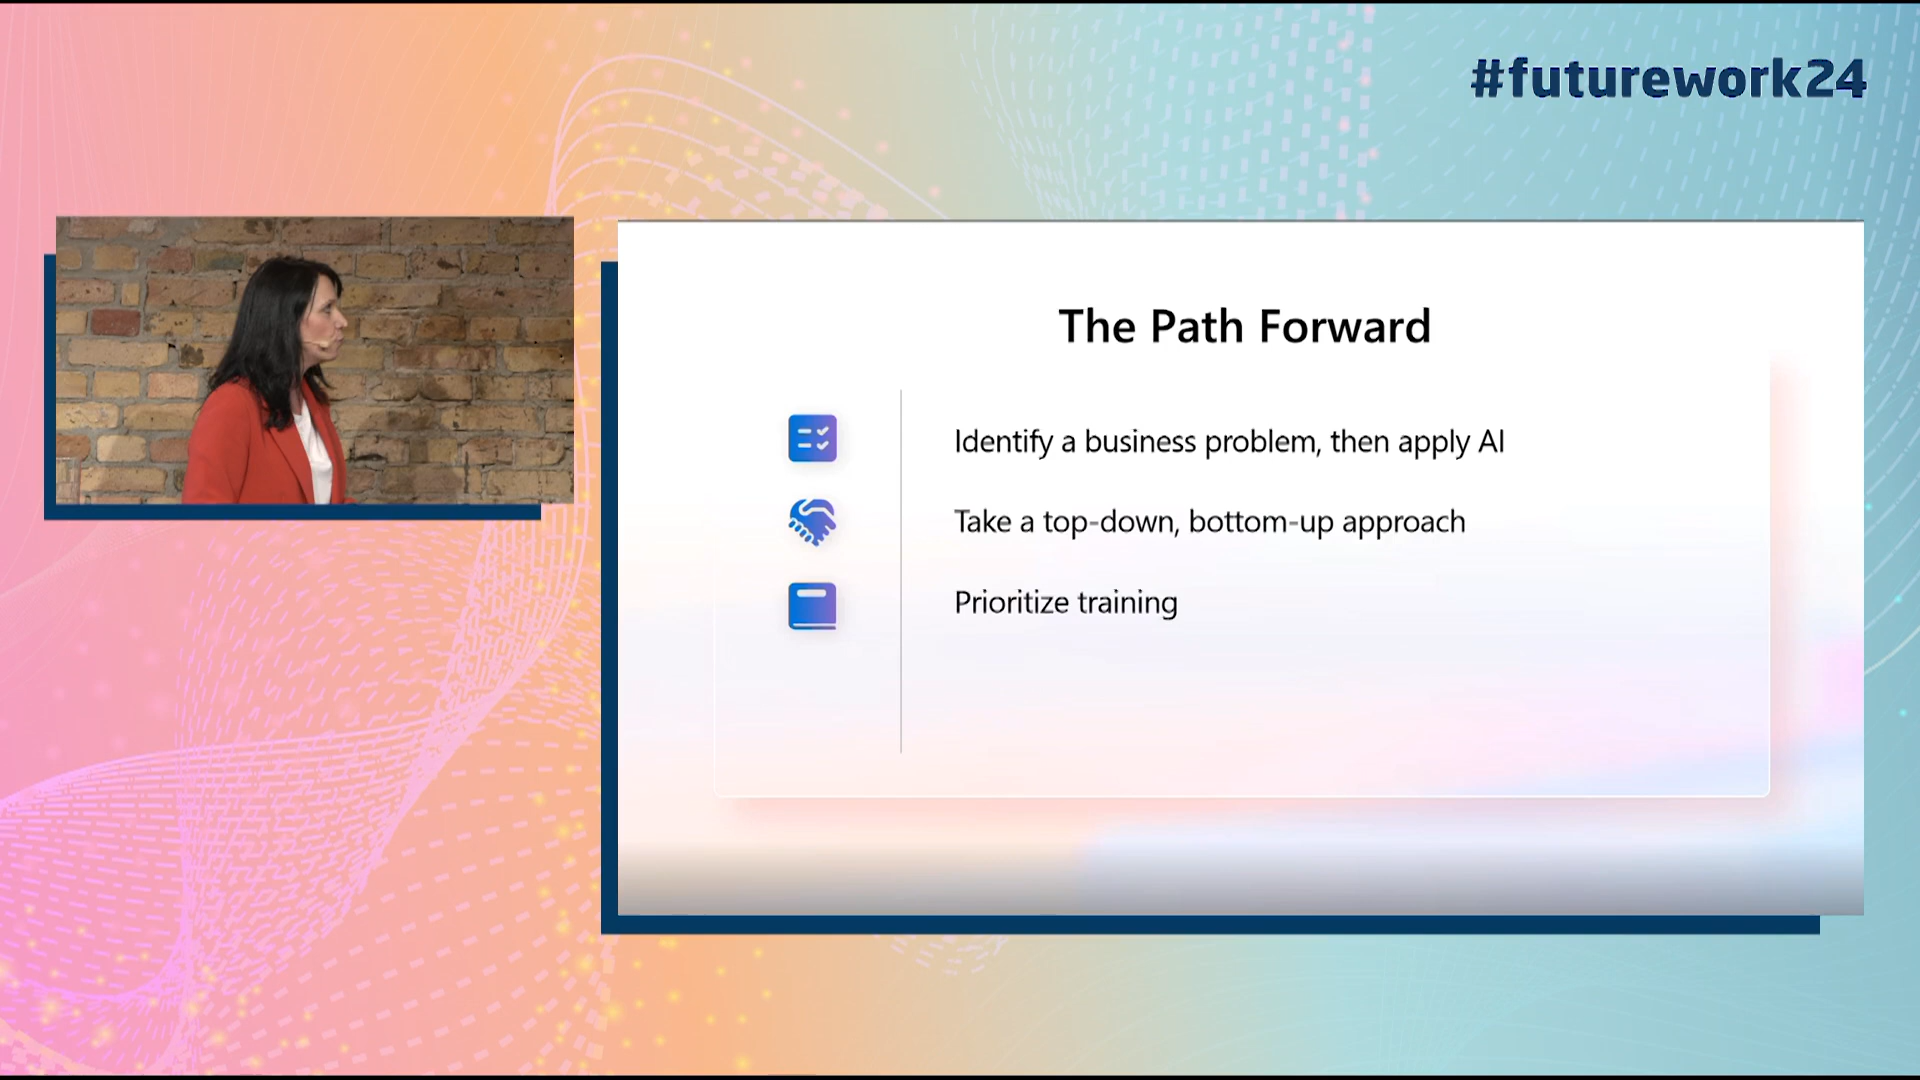 #futurework24
The Path Forward
Identify a business problem, then apply AI
Take a top-down, bottom-up approach
Prioritize training